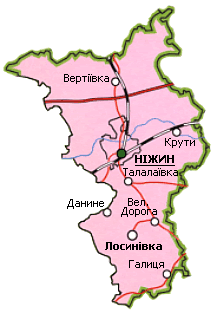 Вертіївка
Крути
НІЖИН
Талалаївка
Данине
Вел.
Дорога
Лосинівка
Галиця